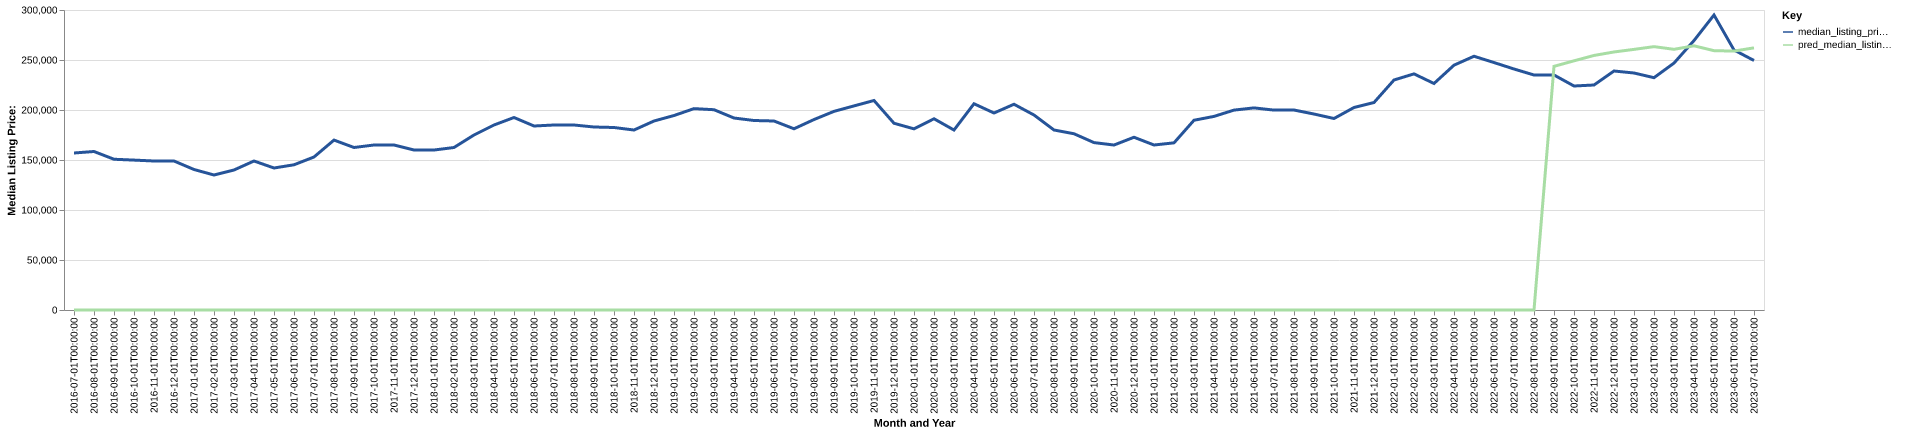 300,000
250,000
200,000
150,000
100,000
50,000
0
Median Listing Price:
2016-07-01T00:00:00
2016-08-01T00:00:00
2016-09-01T00:00:00
2016-10-01T00:00:00
2016-11-01T00:00:00
2016-12-01T00:00:00
2017-01-01T00:00:00
2017-02-01T00:00:00
2017-03-01T00:00:00
2017-04-01T00:00:00
2017-05-01T00:00:00
2017-06-01T00:00:00
2017-07-01T00:00:00
2017-08-01T00:00:00
2017-09-01T00:00:00
2017-10-01T00:00:00
2017-11-01T00:00:00
2017-12-01T00:00:00
2018-01-01T00:00:00
2018-02-01T00:00:00
2018-03-01T00:00:00
2018-04-01T00:00:00
2018-05-01T00:00:00
2018-06-01T00:00:00
2018-07-01T00:00:00
2018-08-01T00:00:00
2018-09-01T00:00:00
2018-10-01T00:00:00
2018-11-01T00:00:00
2018-12-01T00:00:00
2019-01-01T00:00:00
2019-02-01T00:00:00
2019-03-01T00:00:00
2019-04-01T00:00:00
2019-05-01T00:00:00
2019-06-01T00:00:00
2019-07-01T00:00:00
2019-08-01T00:00:00
2019-09-01T00:00:00
2019-10-01T00:00:00
2019-11-01T00:00:00
2019-12-01T00:00:00
2020-01-01T00:00:00
2020-02-01T00:00:00
2020-03-01T00:00:00
2020-04-01T00:00:00
2020-05-01T00:00:00
2020-06-01T00:00:00
2020-07-01T00:00:00
2020-08-01T00:00:00
2020-09-01T00:00:00
2020-10-01T00:00:00
2020-11-01T00:00:00
2020-12-01T00:00:00
2021-01-01T00:00:00
2021-02-01T00:00:00
2021-03-01T00:00:00
2021-04-01T00:00:00
2021-05-01T00:00:00
2021-06-01T00:00:00
2021-07-01T00:00:00
2021-08-01T00:00:00
2021-09-01T00:00:00
2021-10-01T00:00:00
2021-11-01T00:00:00
2021-12-01T00:00:00
2022-01-01T00:00:00
2022-02-01T00:00:00
2022-03-01T00:00:00
2022-04-01T00:00:00
2022-05-01T00:00:00
2022-06-01T00:00:00
2022-07-01T00:00:00
2022-08-01T00:00:00
2022-09-01T00:00:00
2022-10-01T00:00:00
2022-11-01T00:00:00
2022-12-01T00:00:00
2023-01-01T00:00:00
2023-02-01T00:00:00
2023-03-01T00:00:00
2023-04-01T00:00:00
2023-05-01T00:00:00
2023-06-01T00:00:00
2023-07-01T00:00:00
Month and Year
Key
median_listing_pri…
pred_median_listin…